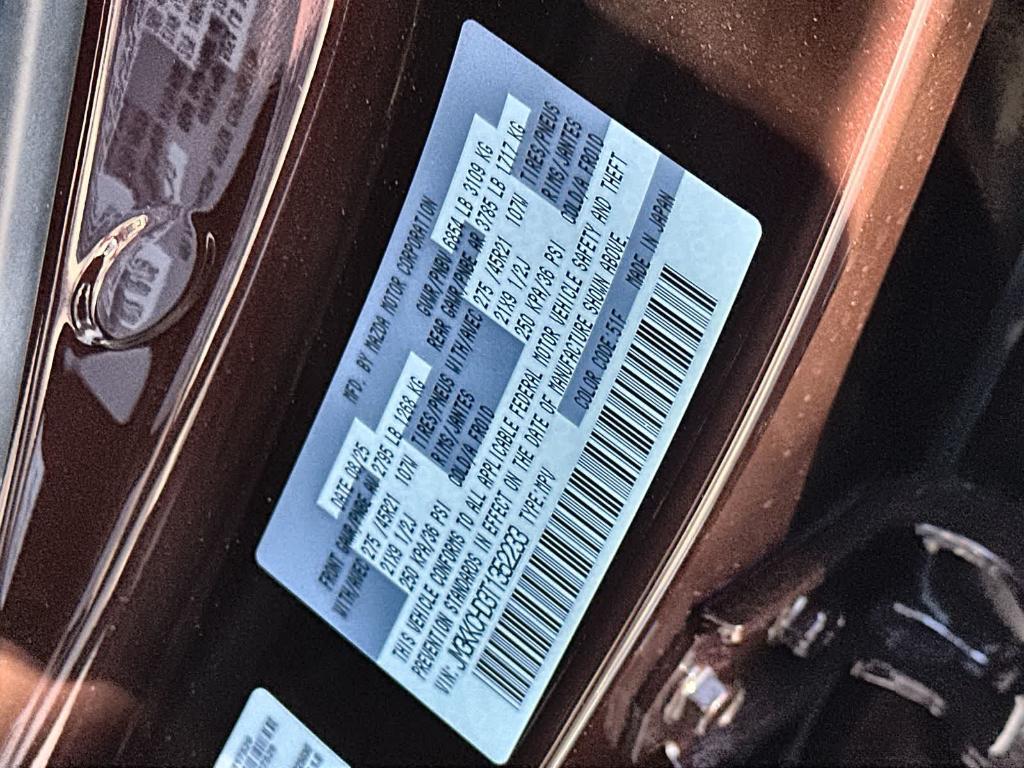 MFD. BY MAZDA MOTOR CORPORATION
DATE:08/25 GVWR/PNBV 6854 LB 3109 KG
FRONT GAWR/PNBE AV 2795 LB 1268 KG REAR GAWR/PNBE AR 3785 LB 1717 KG
WITH/AVEC 275 /45R21 107W TIRES/PNEUS WITH/AVEC 275 /45R21 107W TIRES/PNEUS
21X9 1/2J RIMS/JANTES 21X9 1/2J RIMS/JANTES
250 KPA/36 PSI COLD/A FROID 250 KPA/36 PSI COLD/A FROID
THIS VEHICLE CONFORMS TO ALL APPLICABLE FEDERAL MOTOR VEHICLE SAFETY AND THEFT
PREVENTION STANDARDS IN EFFECT ON THE DATE OF MANUFACTURE SHOWN ABOVE.
VIN: JM3KKCHD3T1352233 TYPE:MPV COLOR CODE:51F MADE IN JAPAN